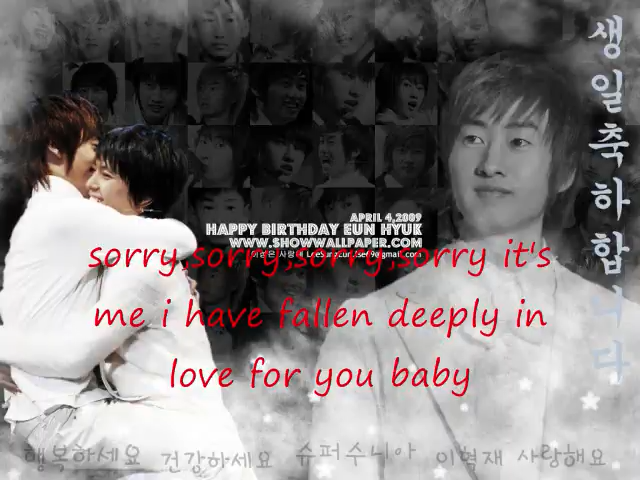 생일축하합니다
APRIL 4,2009
HAPPY BIRTHDAY EUN HYUK
WWW.SHOWWALLPAPER.COM
sorry,sorry,sorry,sorry it's
me i have fallen deeply in
love for you baby
행복하세요 건강하세요 슈퍼주니아 이혁재 사랑해요